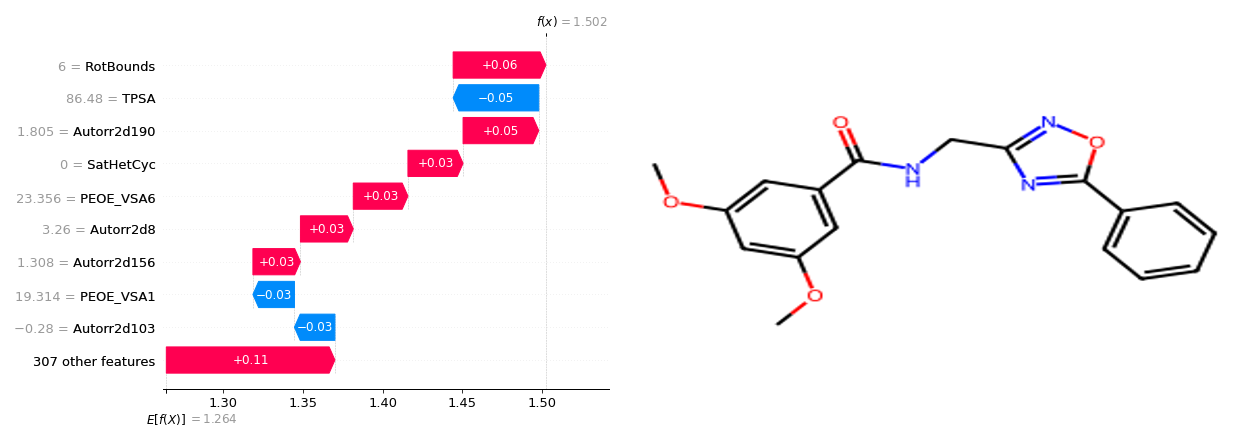 f(x) = 1.502
6 = RotBounds
+0.06
86.48 = TPSA
−0.05
1.805 = Autorr2d190
+0.05
0 = SatHetCyc
+0.03
23.356 = PEOE_VSA6
+0.03
3.26 = Autorr2d8
+0.03
1.308 = Autorr2d156
+0.03
19.314 = PEOE_VSA1
−0.03
−0.28 = Autorr2d103
−0.03
307 other features
+0.11
1.30 1.35 1.40 1.45 1.50
E[f(X)] = 1.264
O
N
O
N
H
N
O
O